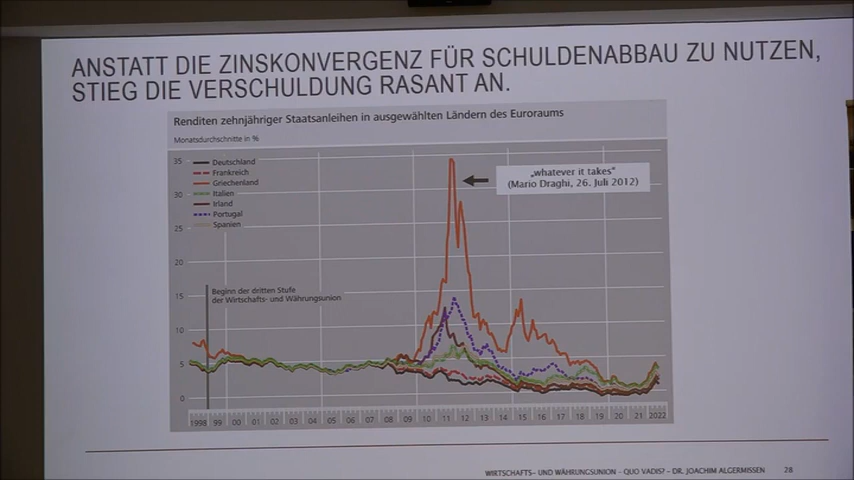 ANSTATT DIE ZINSKONVERGENZ FÜR SCHULDENABBAU ZU NUTZEN,
STIEG DIE VERSCHULDUNG RASANT AN.
Renditen zehnjähriger Staatsanleihen in ausgewählten Ländern des Euroraums
Monatsdurchschnitte in %
35
30
25
20
15
10
5
0
Deutschland
Frankreich
Griechenland
Italien
Irland
Portugal
Spanien
„whatever it takes“
(Mario Draghi, 26. Juli 2012)
Beginn der dritten Stufe
der Wirtschafts- und Währungsunion
1998 99 00 01 02 03 04 05 06 07 08 09 10 11 12 13 14 15 16 17 18 19 20 21 2022
WIRTSCHAFTS- UND WÄHRUNGSUNION - QUO VADIS? - DR. JOACHIM ALGERMISSEN 28